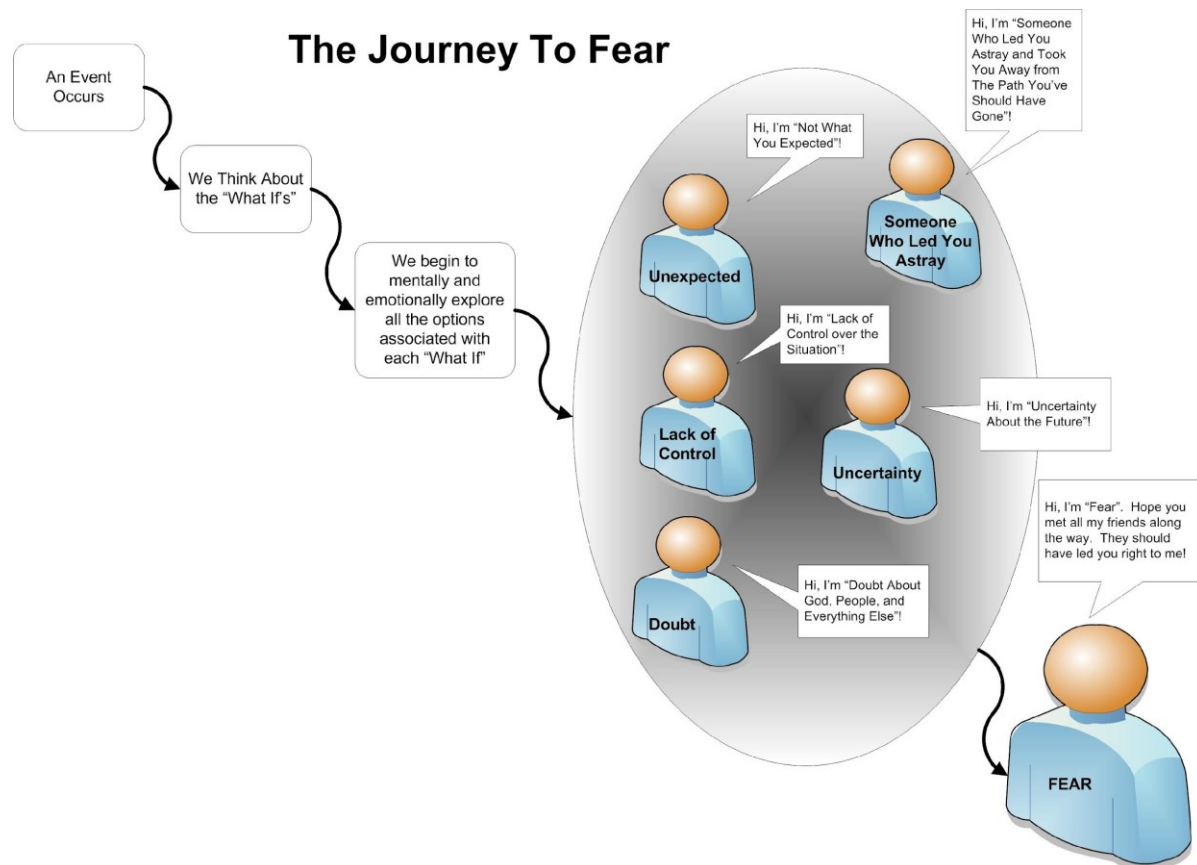 The Journey To Fear
An Event
Occurs
We Think About
the “What If’s”
We begin to
mentally and
emotionally explore
all the options
associated with
each “What If”
Hi, I’m “Not What
You Expected”!
Unexpected
Hi, I’m “Someone
Who Led You
Astray and Took
You Away from
The Path You’ve
Should Have
Gone”!
Someone
Who Led You
Astray
Hi, I’m “Lack of
Control over the
Situation”!
Lack of
Control
Hi, I’m “Uncertainty
About the Future”!
Uncertainty
Hi, I’m “Doubt About
God, People, and
Everything Else”!
Doubt
Hi, I’m “Fear”.  Hope you
met all my friends along
the way.  They should
have led you right to me!
FEAR